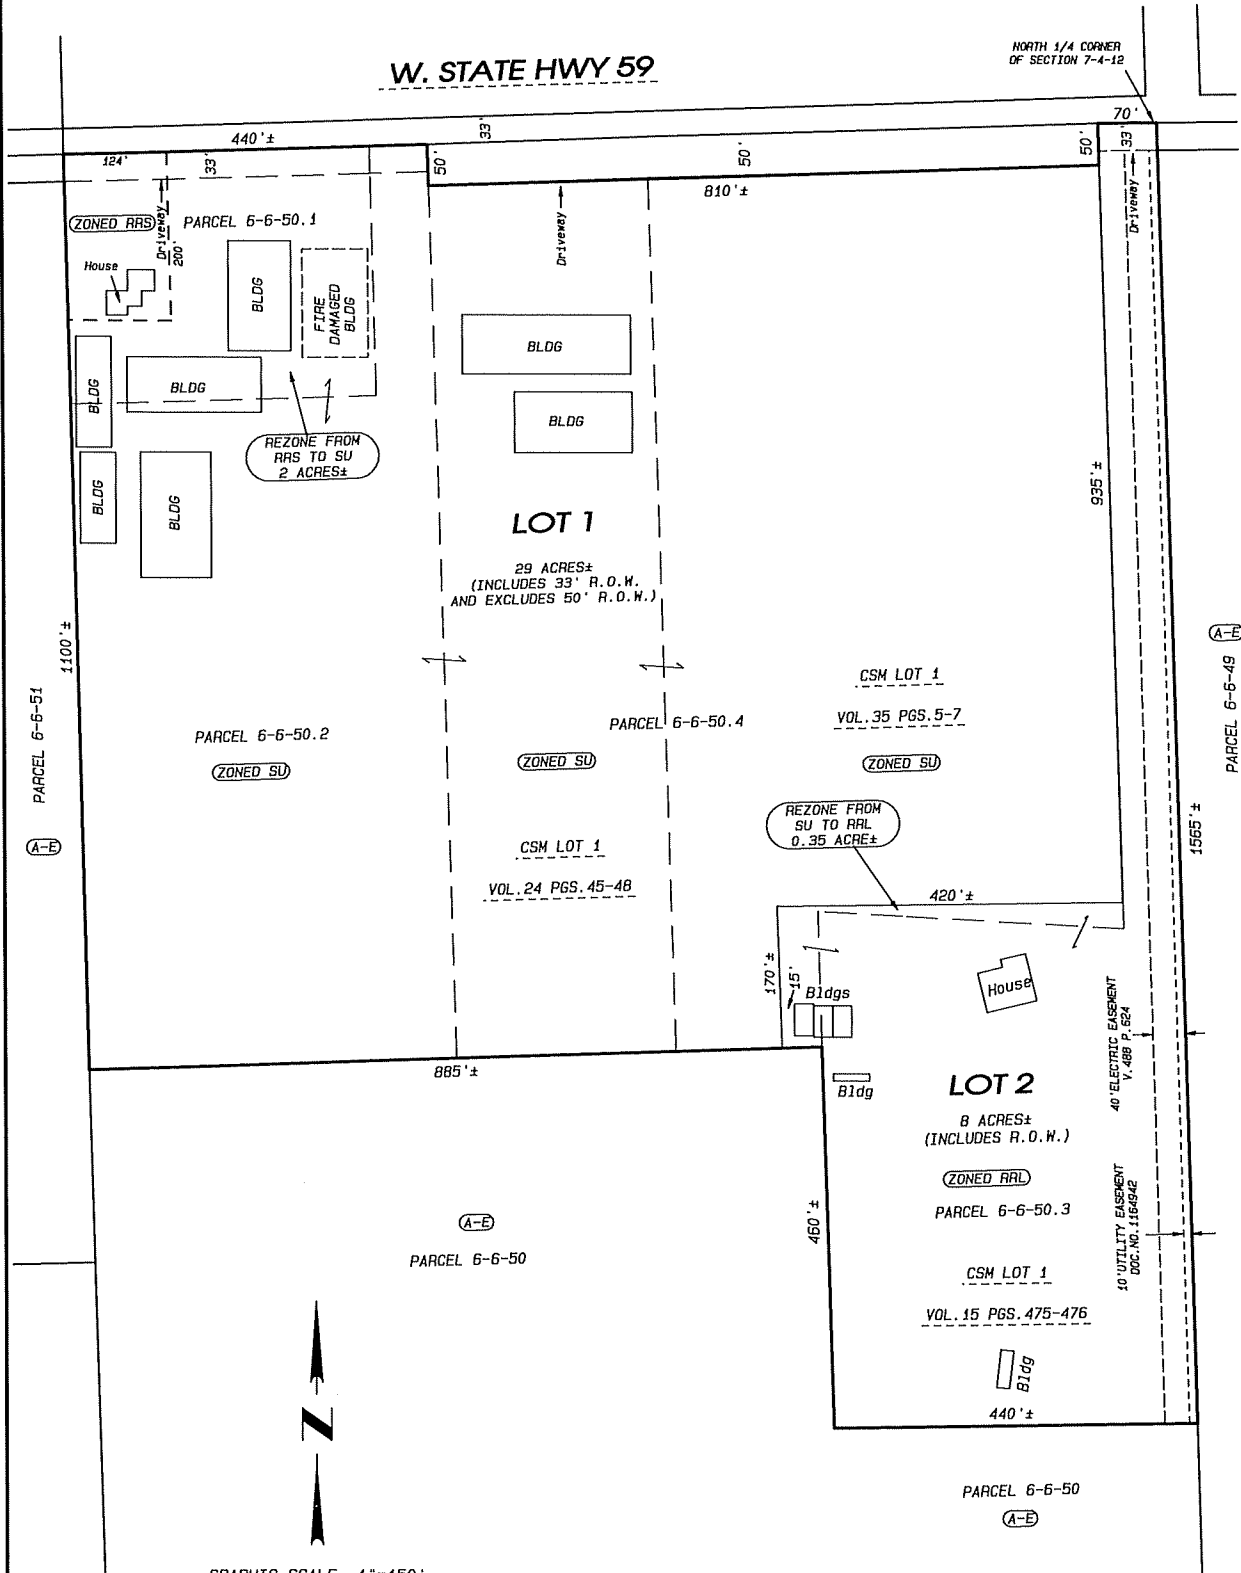 W. STATE HWY 59
NORTH 1/4 CORNER
OF SECTION 7-4-12
70'
440'±
33'
33'
124'
33'
50'
50'
50'
810'±
ZONED RRS
PARCEL 6-6-50.1
Driveway
200'
Driveway
Driveway
House
BLDG
FIRE
DAMAGED
BLDG
BLDG
BLDG
BLDG
BLDG
BLDG
BLDG
BLDG
REZONE FROM
RRS TO SU
2 ACRES±
935'±
LOT 1
29 ACRES±
(INCLUDES 33' R.O.W.
AND EXCLUDES 50' R.O.W.)
1100'±
A-E
PARCEL 6-6-49
PARCEL 6-6-51
A-E
CSM LOT 1
VOL.35 PGS.5-7
ZONED SU
PARCEL 6-6-50.2
ZONED SU
PARCEL 6-6-50.4
ZONED SU
REZONE FROM
SU TO RRL
0.35 ACRE±
1565'±
CSM LOT 1
VOL.24 PGS.45-48
420'±
170'±
15'
Bldgs
House
40'ELECTRIC EASEMENT
V.488 P.624
885'±
Bldg
LOT 2
8 ACRES±
(INCLUDES R.O.W.)
ZONED RRL
PARCEL 6-6-50.3
460'±
10'UTILITY EASEMENT
DOC.NO.1164942
A-E
PARCEL 6-6-50
CSM LOT 1
VOL.15 PGS.475-476
Bldg
440'±
N
PARCEL 6-6-50
A-E
GRAPHIC SCALE 1"=150'